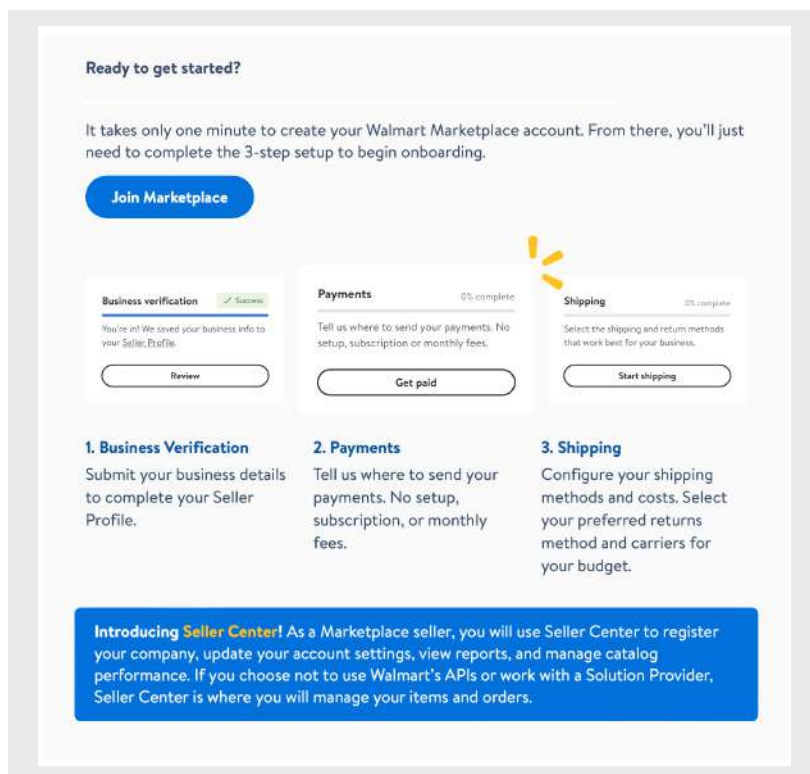 Ready to get started?
It takes only one minute to create your Walmart Marketplace account. From there, you'll just
need to complete the 3-step setup to begin onboarding.
Join Marketplace
Business verification ✓ Success
You're in! We saved your business info to
your Seller Profile.
Review
Payments 0% complete
Tell us where to send your payments. No
setup, subscription or monthly fees.
Get paid
Shipping 0% complete
Select the shipping and return methods
that work best for your business.
Start shipping
1. Business Verification
Submit your business details
to complete your Seller
Profile.
2. Payments
Tell us where to send your
payments. No setup,
subscription, or monthly
fees.
3. Shipping
Configure your shipping
methods and costs. Select
your preferred returns
method and carriers for
your budget.
Introducing Seller Center! As a Marketplace seller, you will use Seller Center to register
your company, update your account settings, view reports, and manage catalog
performance. If you choose not to use Walmart's APIs or work with a Solution Provider,
Seller Center is where you will manage your items and orders.